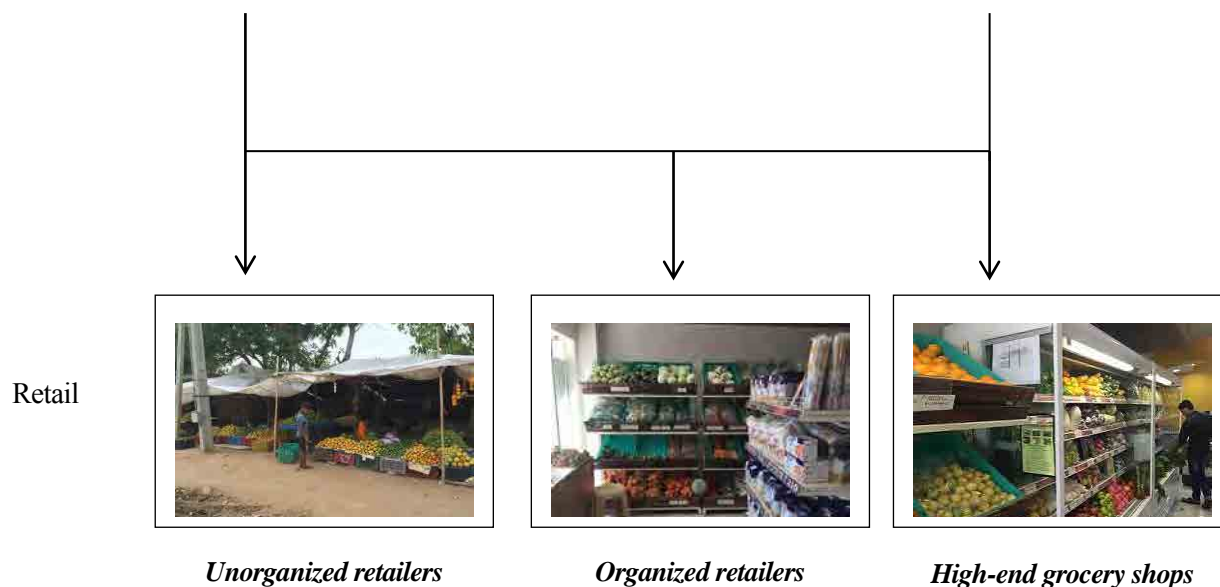 Retail
Unorganized retailers
Organized retailers
High-end grocery shops